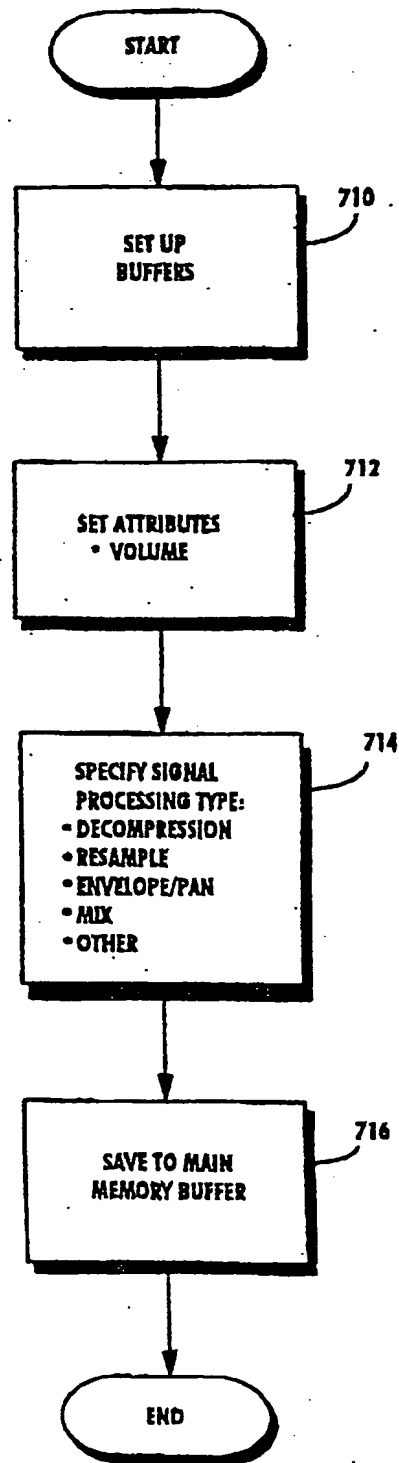 START
710
SET UP
BUFFERS
712
SET ATTRIBUTES
* VOLUME
714
SPECIFY SIGNAL
PROCESSING TYPE:
* DECOMPRESSION
* RESAMPLE
* ENVELOPE/PAN
* MIX
* OTHER
716
SAVE TO MAIN
MEMORY BUFFER
END